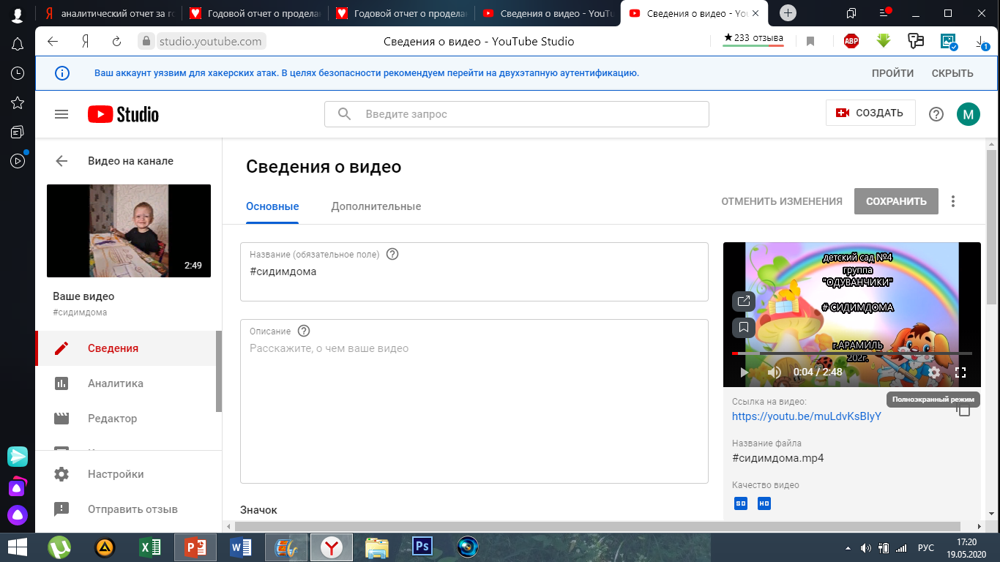 аналитический отчет за го
Годовой отчет о продела
Годовой отчет о продела
Сведения о видео - YouTu
Сведения о видео - You
Я
studio.youtube.com
Сведения о видео - YouTube Studio
★233 отзыва
ABP
1
Ваш аккаунт уязвим для хакерских атак. В целях безопасности рекомендуем перейти на двухэтапную аутентификацию.
ПРОЙТИ
СКРЫТЬ
Studio
Введите запрос
СОЗДАТЬ
M
Видео на канале
2:49
Ваше видео
#сидимдома
Сведения
Аналитика
Редактор
Настройки
Отправить отзыв
Сведения о видео
Основные
Дополнительные
ОТМЕНИТЬ ИЗМЕНЕНИЯ
СОХРАНИТЬ
Название (обязательное поле)
#сидимдома
Описание
Расскажите, о чем ваше видео
Значок
детский сад №4
группа
"ОДУВАНЧИКИ"
# СИДИМДОМА
г.АРАМИЛЬ
202г.
0:04 / 2:48
Полноэкранный режим
Ссылка на видео:
https://youtu.be/muLdvKsBIyY
Название файла
#сидимдома.mp4
Качество видео
SD
HD
Ps
РУС
17:20
19.05.2020